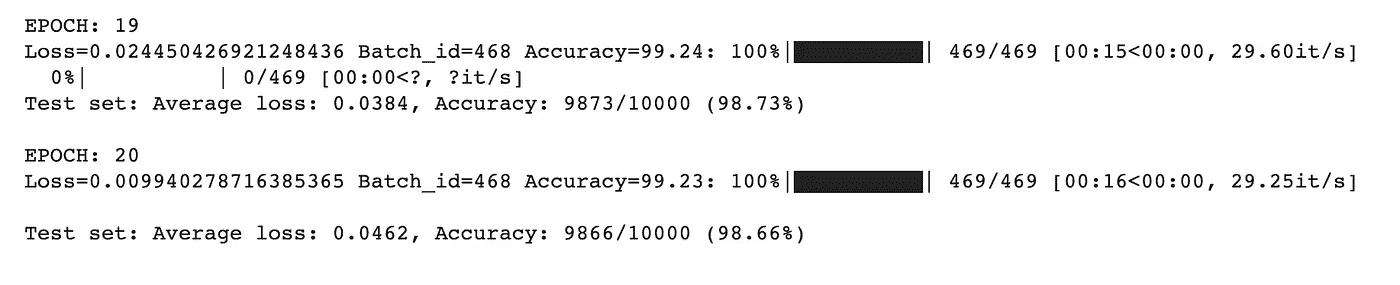 EPOCH: 19
Loss=0.024450426921248436 Batch_id=468 Accuracy=99.24: 100%|██████████| 469/469 [00:15<00:00, 29.60it/s]
0%| | 0/469 [00:00<?, ?it/s]
Test set: Average loss: 0.0384, Accuracy: 9873/10000 (98.73%)
EPOCH: 20
Loss=0.009940278716385365 Batch_id=468 Accuracy=99.23: 100%|██████████| 469/469 [00:16<00:00, 29.25it/s]
Test set: Average loss: 0.0462, Accuracy: 9866/10000 (98.66%)